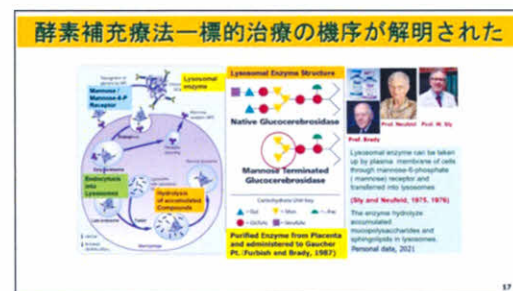 酵素補充療法ー標的治療の機序が解明された
Lysosomal
enzyme
Mannose /
Mannose-6-P
Receptor
Endocytosis
into
Lysosomes
Hydrolysis
of accumulated
Compounds
Lysosomal Enzyme Structure
Native Glucocerebrosidase
Mannose Terminated
Glucocerebrosidase
Carbohydrate Unit Key
Purified Enzyme from Placenta
and administered to Gaucher
Pt. (Furbish and Brady, 1987)
Prof. Neufeld
Prof. W. Sly
Prof. Brady
Lysosomal enzyme can be taken
up by plasma membrane of cells
through mannose-6-phosphate
( mannose) receptor and
transferred into lysosomes
(Sly and Neufeld, 1975, 1976)
The enzyme hydrolyze
accumulated
mucopolysaccharides and
sphingolipids in lysosomes.
Personal data, 2021
17